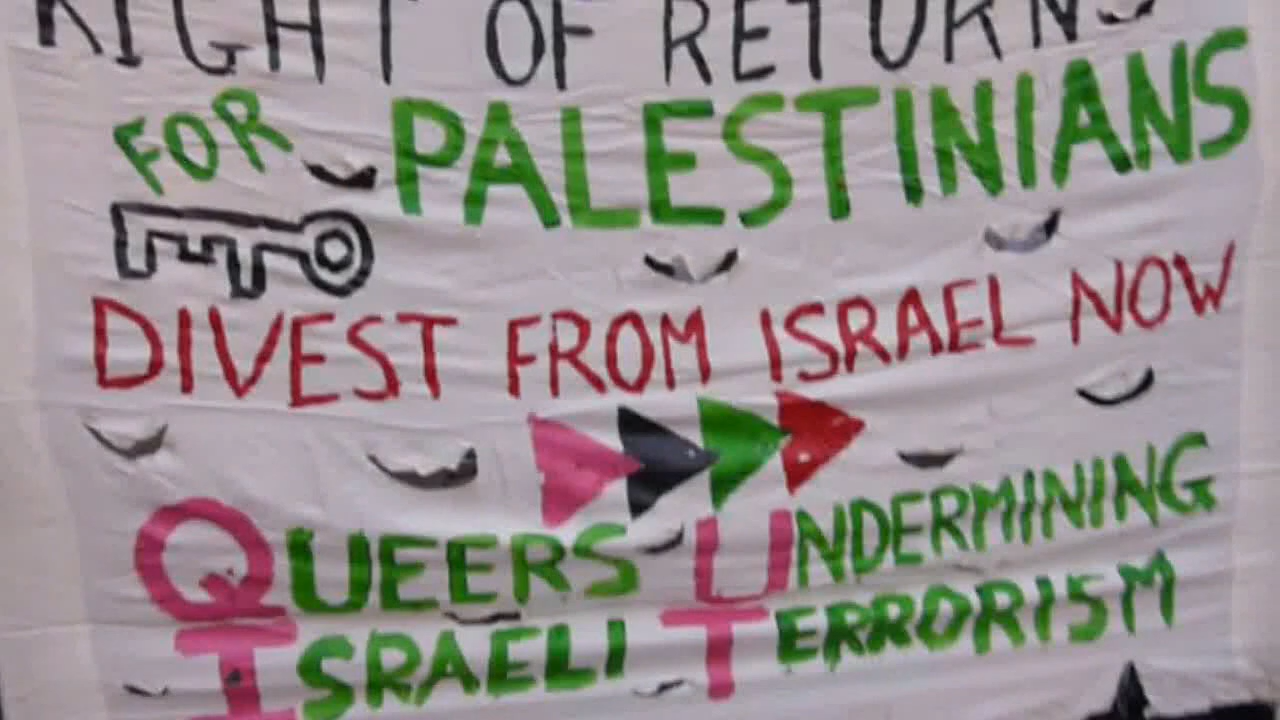 RIGHT OF RETURN
FOR PALESTINIANS
DIVEST FROM ISRAEL NOW
QUEERS UNDERMINING
ISRAELI TERRORISM